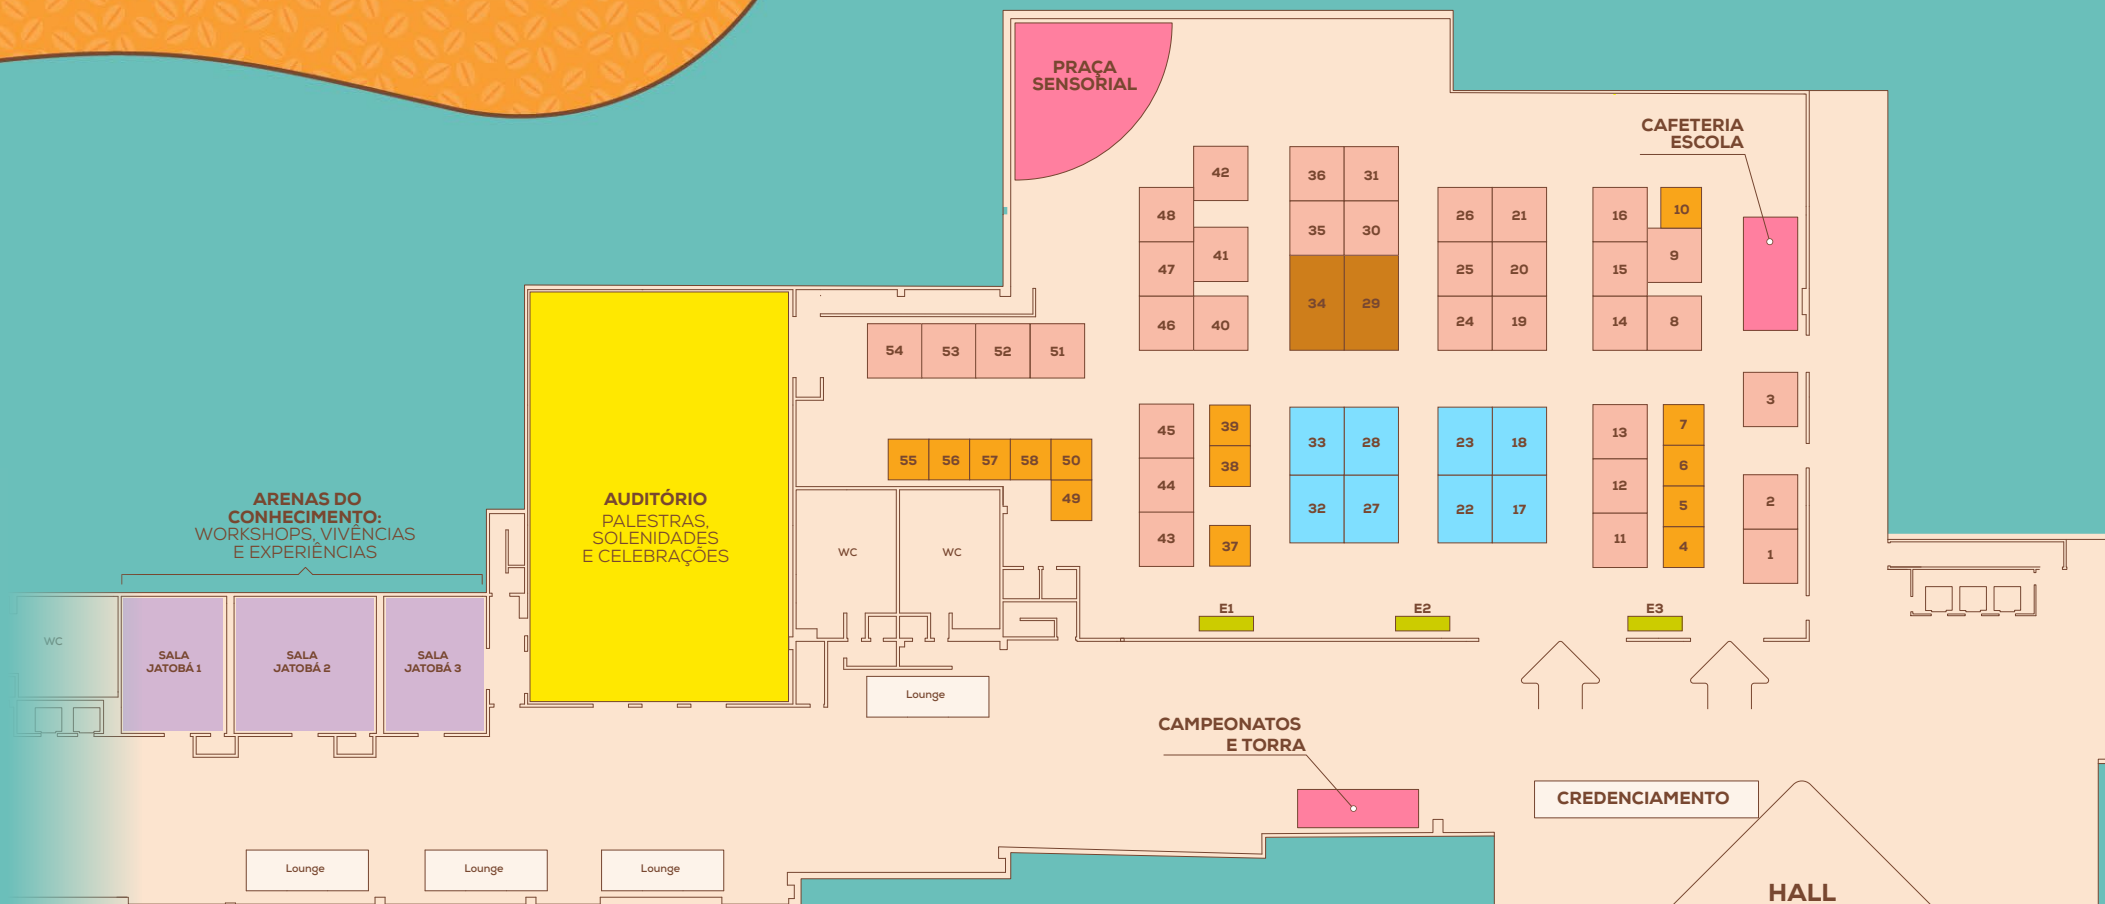 PRAÇA
SENSORIAL
CAFETERIA
ESCOLA
42
36
31
48
26
21
16
10
35
30
41
9
47
25
20
15
34
29
46
40
24
19
14
8
54
53
52
51
3
45
39
33
28
23
18
13
7
55
56
57
58
50
38
6
44
12
49
5
2
32
27
22
17
43
37
11
4
1
ARENAS DO
CONHECIMENTO:
WORKSHOPS, VIVÊNCIAS
E EXPERIÊNCIAS
AUDITÓRIO
PALESTRAS,
SOLENIDADES
E CELEBRAÇÕES
WC
WC
E1
E2
E3
WC
SALA
JATOBÁ 1
SALA
JATOBÁ 2
SALA
JATOBÁ 3
Lounge
CAMPEONATOS
E TORRA
CREDENCIAMENTO
Lounge
Lounge
Lounge
HALL